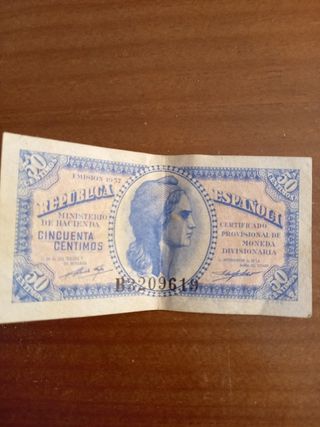 EMISION 1937
50 50
REPUBLICA ESPAÑOLA
MINISTERIO
DE HACIENDA
CINCUENTA
CENTIMOS
CERTIFICADO
PROVISIONAL DE
MONEDA
DIVISIONARIA
B3209619
50 50